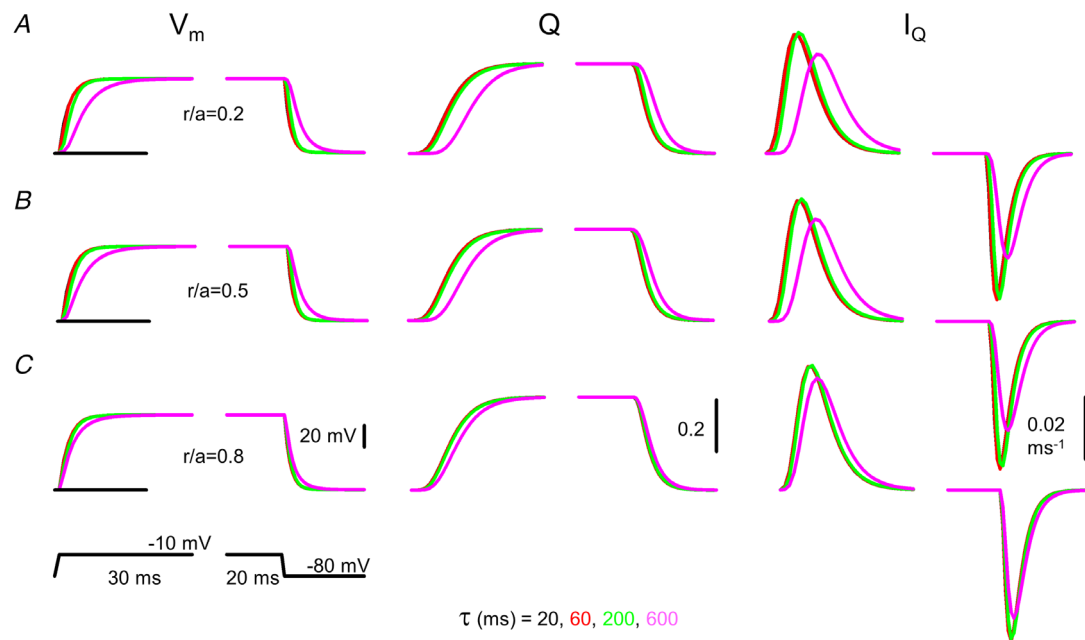 A
V_m
Q
I_Q
r/a=0.2
B
r/a=0.5
C
20 mV
r/a=0.8
0.2
0.02
ms⁻¹
-10 mV
30 ms
20 ms
-80 mV
τ (ms) = 20, 60, 200, 600